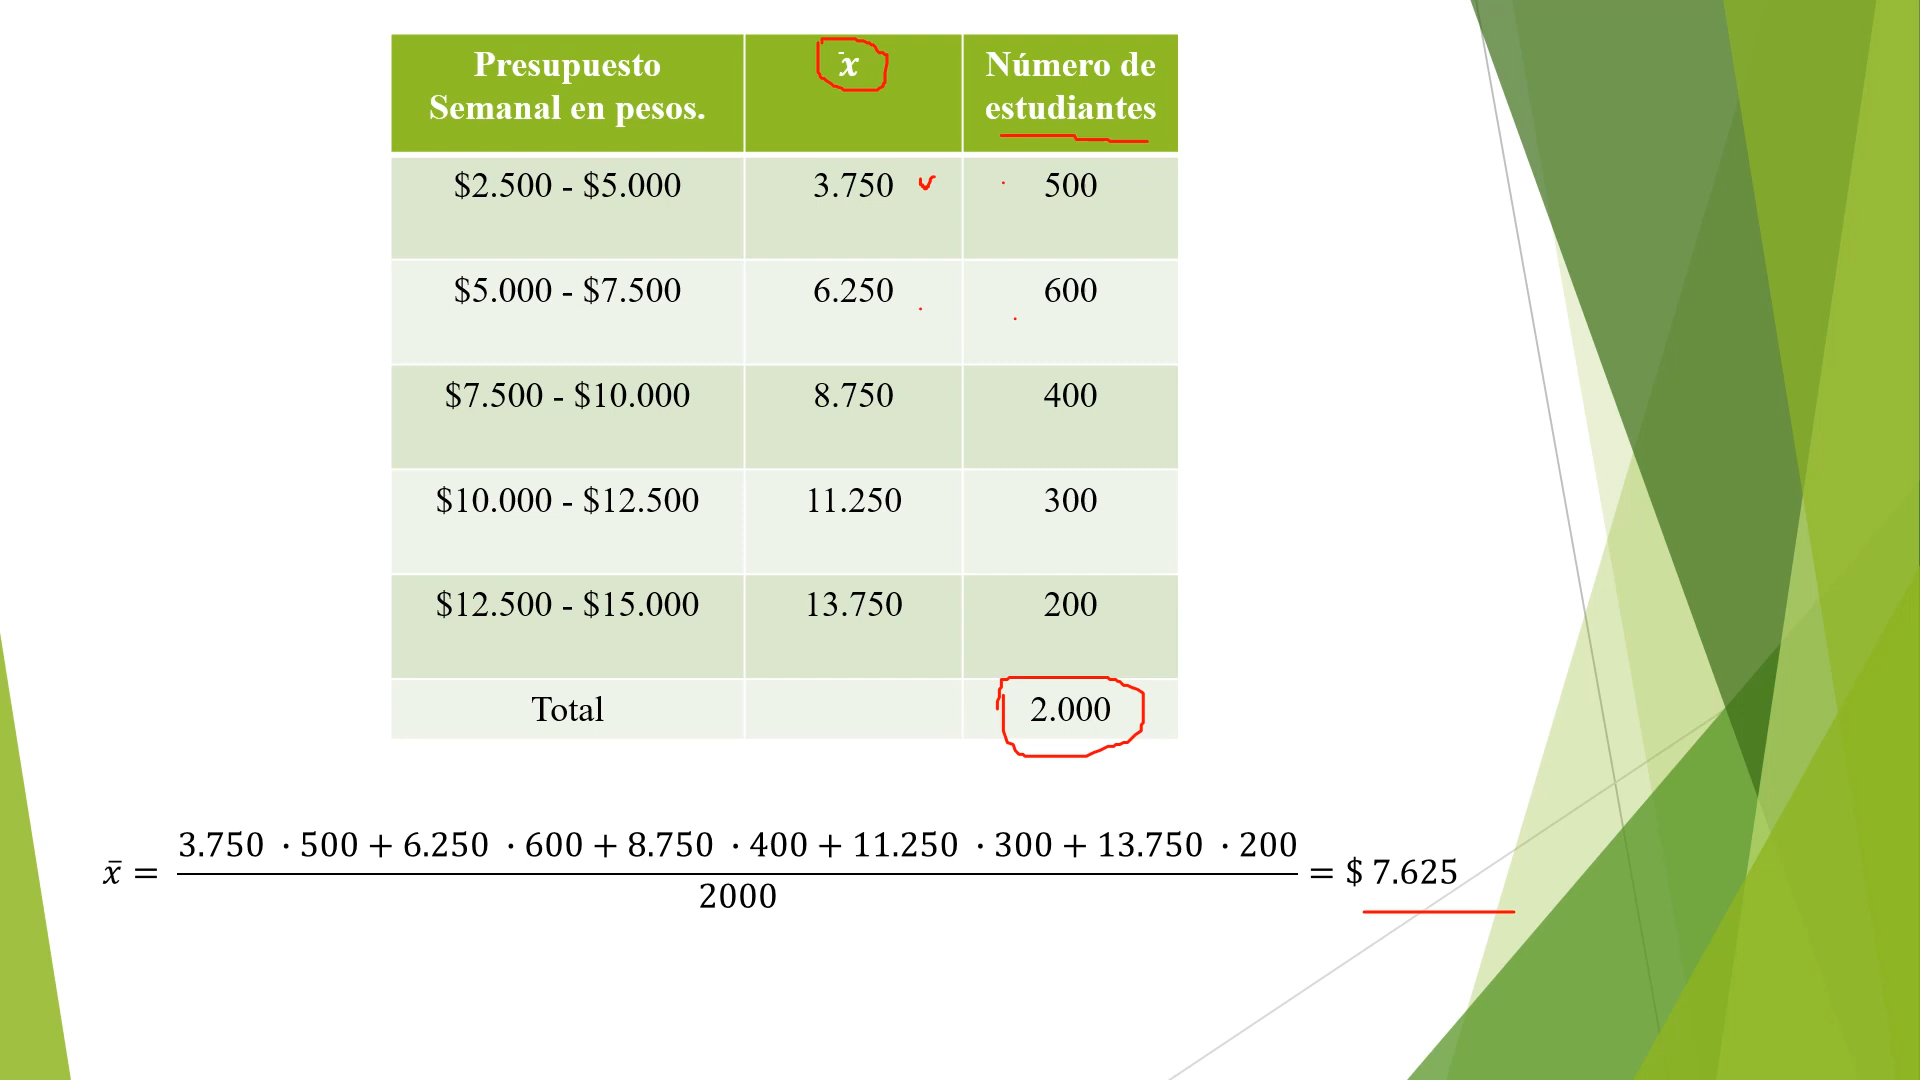 Presupuesto
Semanal en pesos.
x̄
Número de
estudiantes
$2.500 - $5.000 3.750 500
$5.000 - $7.500 6.250 600
$7.500 - $10.000 8.750 400
$10.000 - $12.500 11.250 300
$12.500 - $15.000 13.750 200
Total 2.000
x̄ = (3.750 ·500 + 6.250 ·600 + 8.750 ·400 + 11.250 ·300 + 13.750 ·200) / 2000 = $ 7.625